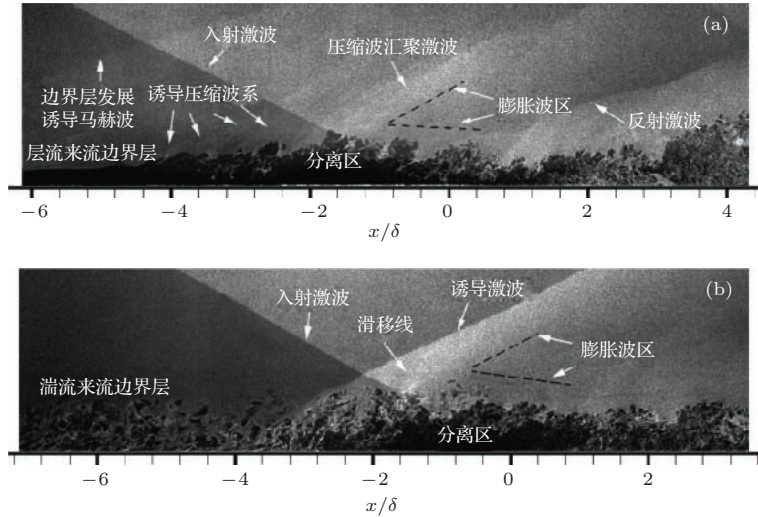 (a)
入射激波
压缩波汇聚激波
边界层发展
诱导马赫波
诱导压缩波系
膨胀波区
反射激波
层流来流边界层
分离区
−6
−4
−2
0
2
4
x/δ
(b)
入射激波
诱导激波
滑移线
膨胀波区
湍流来流边界层
分离区
−6
−4
−2
0
2
x/δ